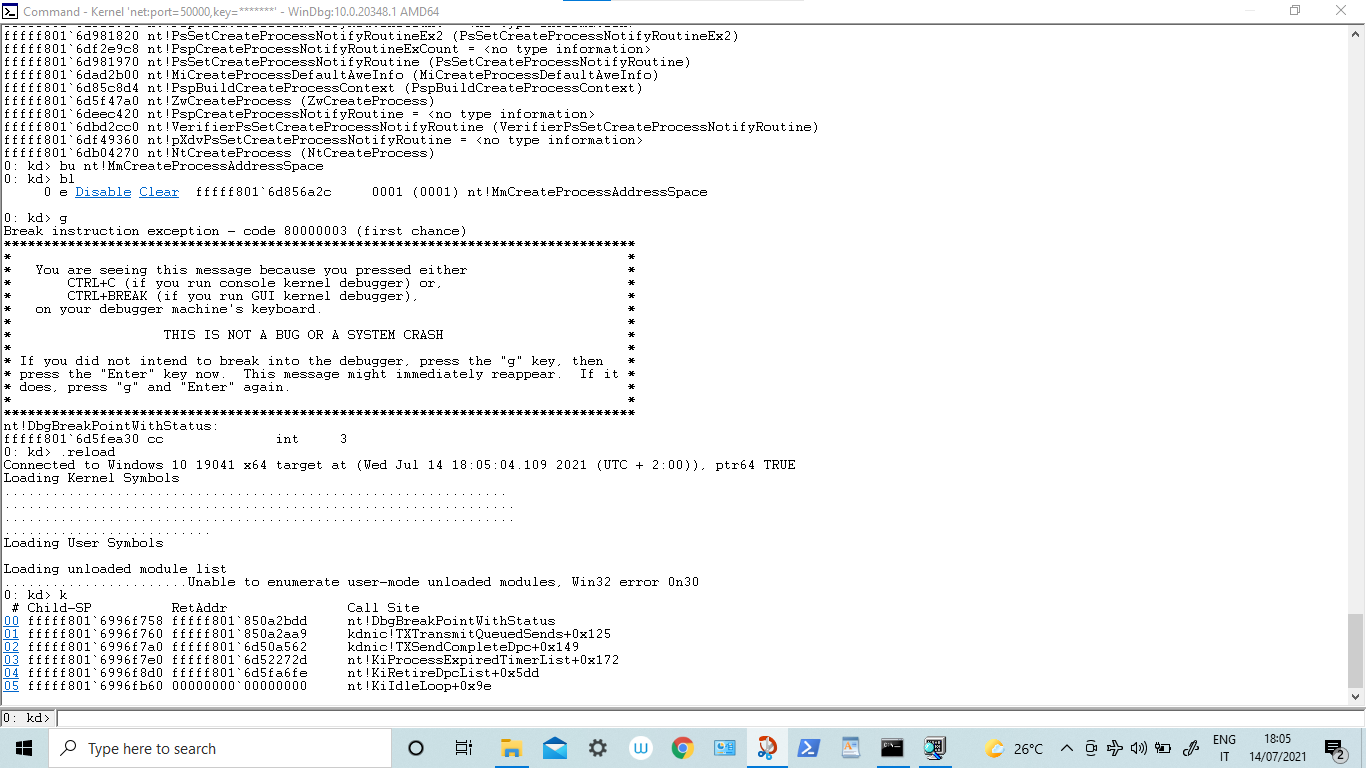 Command - Kernel 'net:port=50000,key=*******' - WinDbg:10.0.20348.1 AMD64
fffff801`6d981820 nt!PsSetCreateProcessNotifyRoutineEx2 (PsSetCreateProcessNotifyRoutineEx2)
fffff801`6df2e9c8 nt!PspCreateProcessNotifyRoutineExCount = <no type information>
fffff801`6d981970 nt!PsSetCreateProcessNotifyRoutine (PsSetCreateProcessNotifyRoutine)
fffff801`6dad2b00 nt!MiCreateProcessDefaultAweInfo (MiCreateProcessDefaultAweInfo)
fffff801`6d85c8d4 nt!PspBuildCreateProcessContext (PspBuildCreateProcessContext)
fffff801`6d5f47a0 nt!ZwCreateProcess (ZwCreateProcess)
fffff801`6deec420 nt!PspCreateProcessNotifyRoutine = <no type information>
fffff801`6dbd2cc0 nt!VerifierPsSetCreateProcessNotifyRoutine (VerifierPsSetCreateProcessNotifyRoutine)
fffff801`6df49360 nt!pXdvPsSetCreateProcessNotifyRoutine = <no type information>
fffff801`6db04270 nt!NtCreateProcess (NtCreateProcess)
0: kd> bu nt!MmCreateProcessAddressSpace
0: kd> bl
0 e Disable Clear fffff801`6d856a2c 0001 (0001) nt!MmCreateProcessAddressSpace
0: kd> g
Break instruction exception - code 80000003 (first chance)
*******************************************************************************
* *
* You are seeing this message because you pressed either *
* CTRL+C (if you run console kernel debugger) or, *
* CTRL+BREAK (if you run GUI kernel debugger), *
* on your debugger machine's keyboard. *
* *
* THIS IS NOT A BUG OR A SYSTEM CRASH *
* *
* If you did not intend to break into the debugger, press the "g" key, then *
* press the "Enter" key now. This message might immediately reappear. If it *
* does, press "g" and "Enter" again. *
* *
*******************************************************************************
nt!DbgBreakPointWithStatus:
fffff801`6d5fea30 cc int 3
0: kd> .reload
Connected to Windows 10 19041 x64 target at (Wed Jul 14 18:05:04.109 2021 (UTC + 2:00)), ptr64 TRUE
Loading Kernel Symbols
...............................................................
................................................................
................................................................
..........................
Loading User Symbols

Loading unloaded module list
.......................Unable to enumerate user-mode unloaded modules, Win32 error 0n30
0: kd> k
# Child-SP RetAddr Call Site
00 fffff801`6996f758 fffff801`850a2bdd nt!DbgBreakPointWithStatus
01 fffff801`6996f760 fffff801`850a2aa9 kdnic!TXTransmitQueuedSends+0x125
02 fffff801`6996f7a0 fffff801`6d50a562 kdnic!TXSendCompleteDpc+0x149
03 fffff801`6996f7e0 fffff801`6d52272d nt!KiProcessExpiredTimerList+0x172
04 fffff801`6996f8d0 fffff801`6d5fa6fe nt!KiRetireDpcList+0x5dd
05 fffff801`6996fb60 00000000`00000000 nt!KiIdleLoop+0x9e
0: kd>
Type here to search
26°C
ENG
IT
18:05
14/07/2021
2